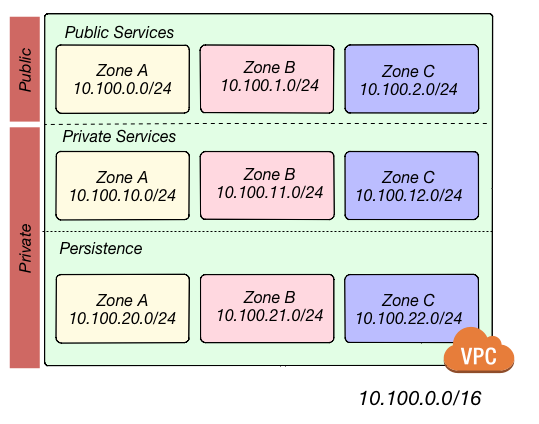 Public
Public Services
Zone A
10.100.0.0/24
Zone B
10.100.1.0/24
Zone C
10.100.2.0/24
Private
Private Services
Zone A
10.100.10.0/24
Zone B
10.100.11.0/24
Zone C
10.100.12.0/24
Persistence
Zone A
10.100.20.0/24
Zone B
10.100.21.0/24
Zone C
10.100.22.0/24
VPC
10.100.0.0/16